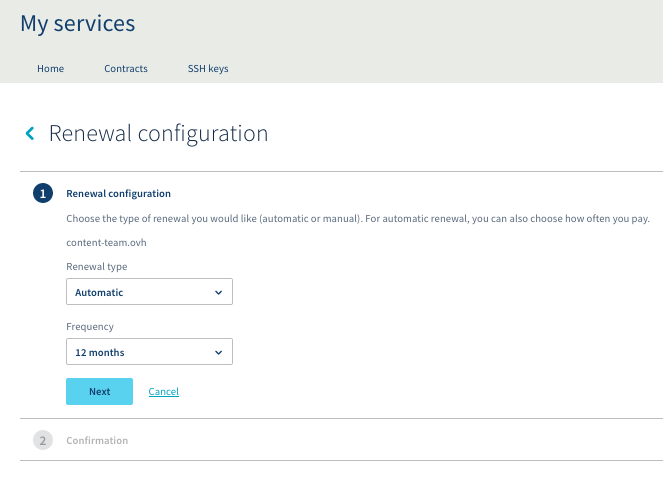 My services
Home Contracts SSH keys
Renewal configuration
1 Renewal configuration
Choose the type of renewal you would like (automatic or manual). For automatic renewal, you can also choose how often you pay.
content-team.ovh
Renewal type
Automatic
Frequency
12 months
Next Cancel
2 Confirmation